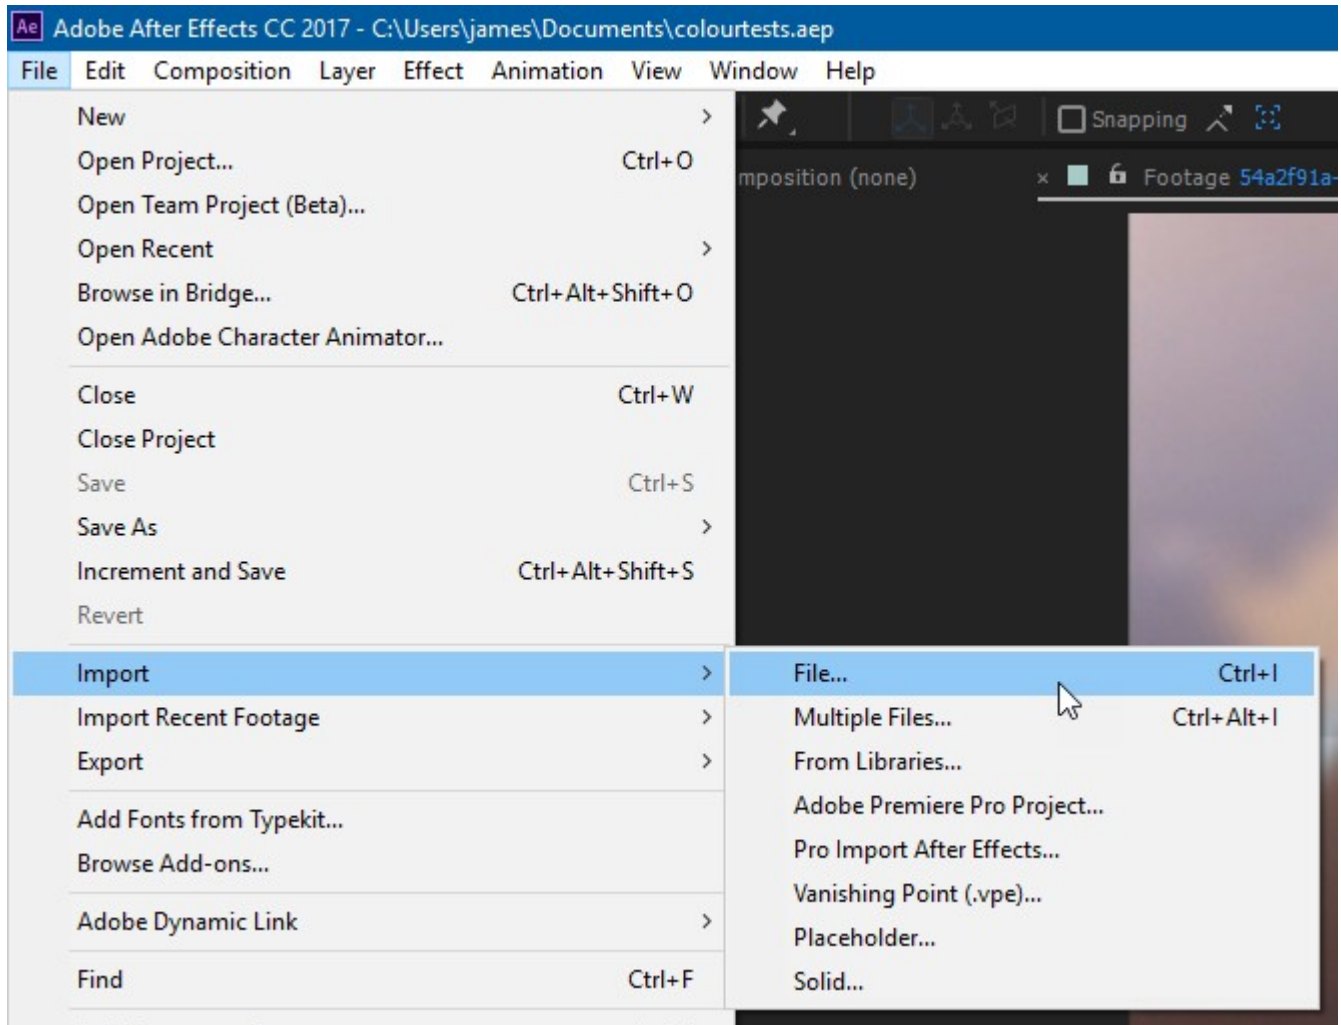 Ae Adobe After Effects CC 2017 - C:\Users\james\Documents\colourtests.aep
File Edit Composition Layer Effect Animation View Window Help
Snapping
mposition (none) × Footage 54a2f91a-
New >
Open Project... Ctrl+O
Open Team Project (Beta)...
Open Recent >
Browse in Bridge... Ctrl+Alt+Shift+O
Open Adobe Character Animator...
Close Ctrl+W
Close Project
Save Ctrl+S
Save As >
Increment and Save Ctrl+Alt+Shift+S
Revert
Import >
Import Recent Footage >
Export >
Add Fonts from Typekit...
Browse Add-ons...
Adobe Dynamic Link >
Find Ctrl+F
File... Ctrl+I
Multiple Files... Ctrl+Alt+I
From Libraries...
Adobe Premiere Pro Project...
Pro Import After Effects...
Vanishing Point (.vpe)...
Placeholder...
Solid...